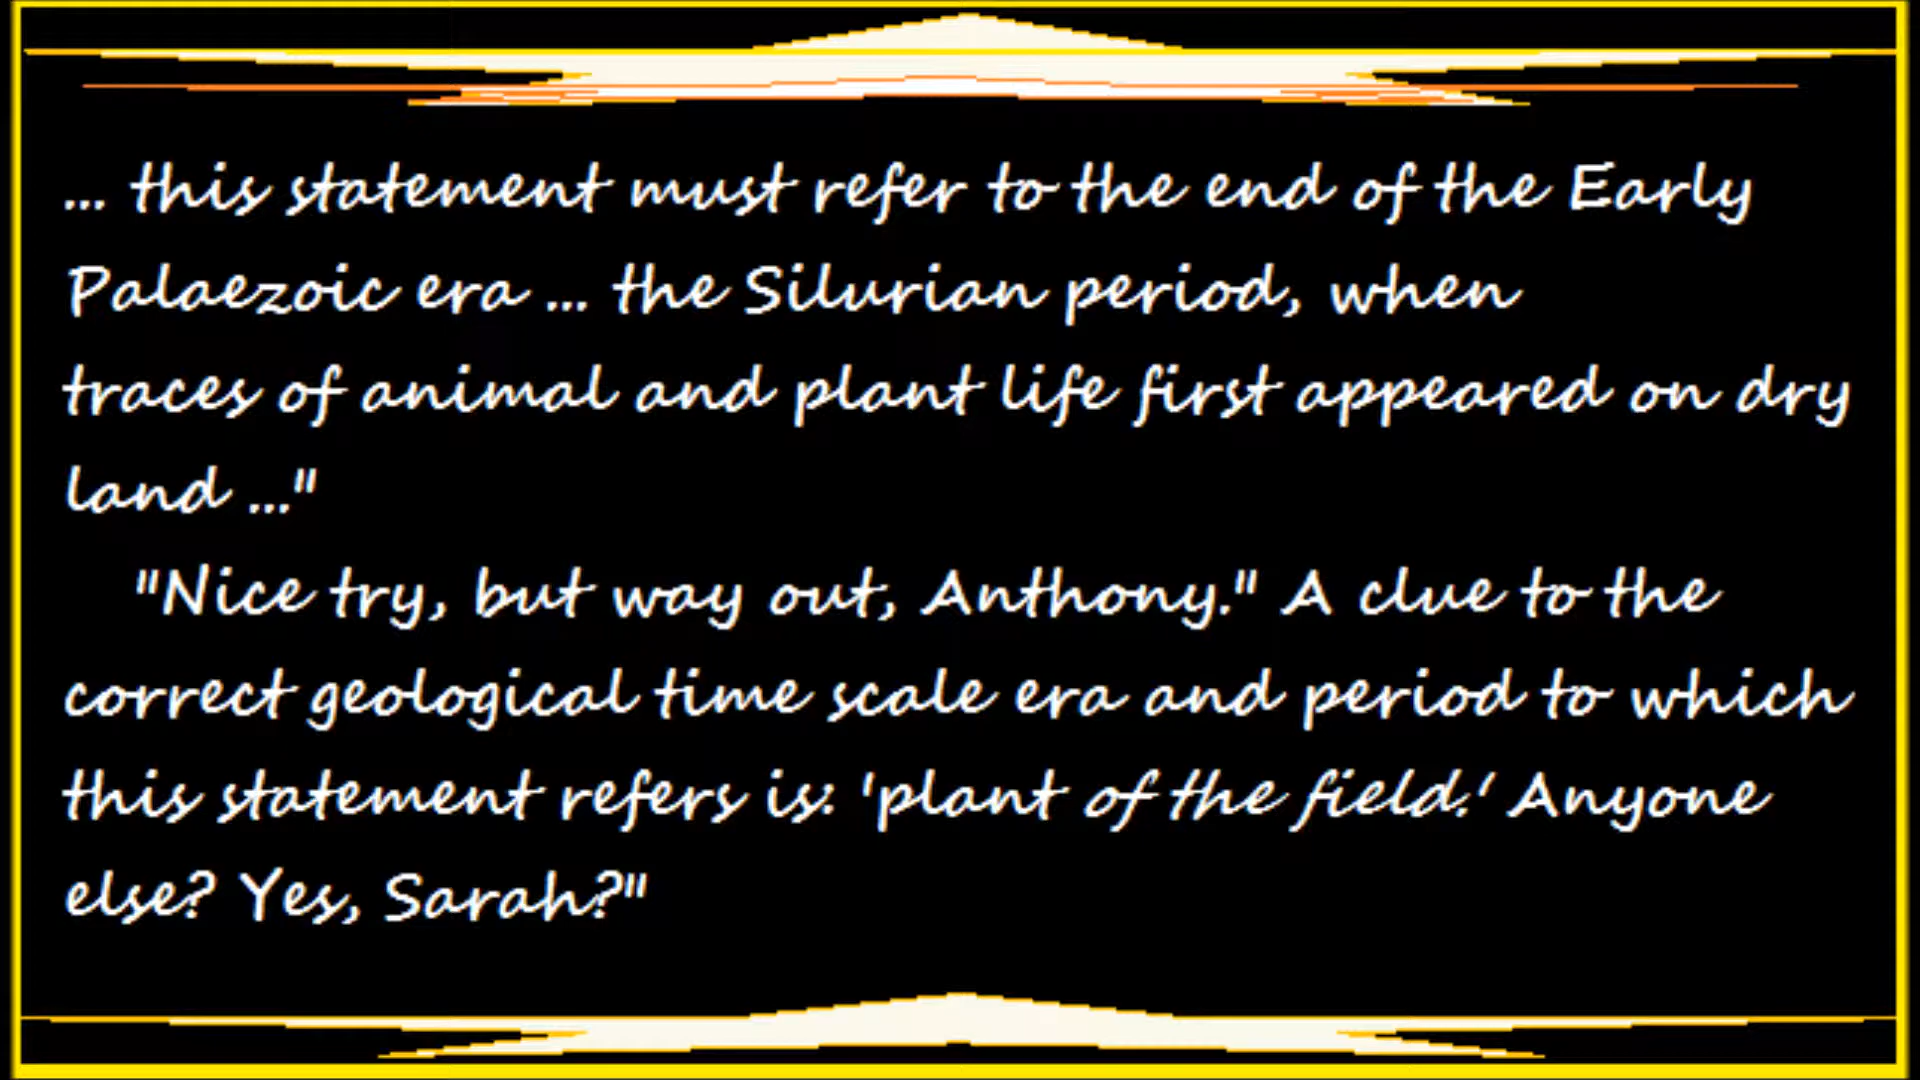 ... this statement must refer to the end of the Early
Palaezoic era ... the Silurian period, when
traces of animal and plant life first appeared on dry
land ..."
"Nice try, but way out, Anthony." A clue to the
correct geological time scale era and period to which
this statement refers is: 'plant of the field.' Anyone
else? Yes, Sarah?"